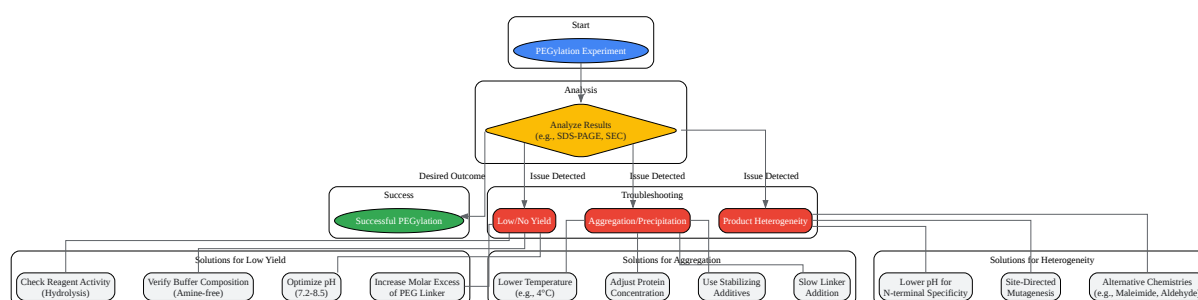 Start
PEGylation Experiment
Analysis
Analyze Results
(e.g., SDS-PAGE, SEC)
Desired Outcome
Issue Detected
Issue Detected
Issue Detected
Success
Successful PEGylation
Troubleshooting
Low/No Yield
Aggregation/Precipitation
Product Heterogeneity
Solutions for Low Yield
Check Reagent Activity
(Hydrolysis)
Verify Buffer Composition
(Amine-free)
Optimize pH
(7.2-8.5)
Increase Molar Excess
of PEG Linker
Solutions for Aggregation
Lower Temperature
(e.g., 4°C)
Adjust Protein
Concentration
Use Stabilizing
Additives
Slow Linker
Addition
Solutions for Heterogeneity
Lower pH for
N-terminal Specificity
Site-Directed
Mutagenesis
Alternative Chemistries
(e.g., Maleimide, Aldehyde